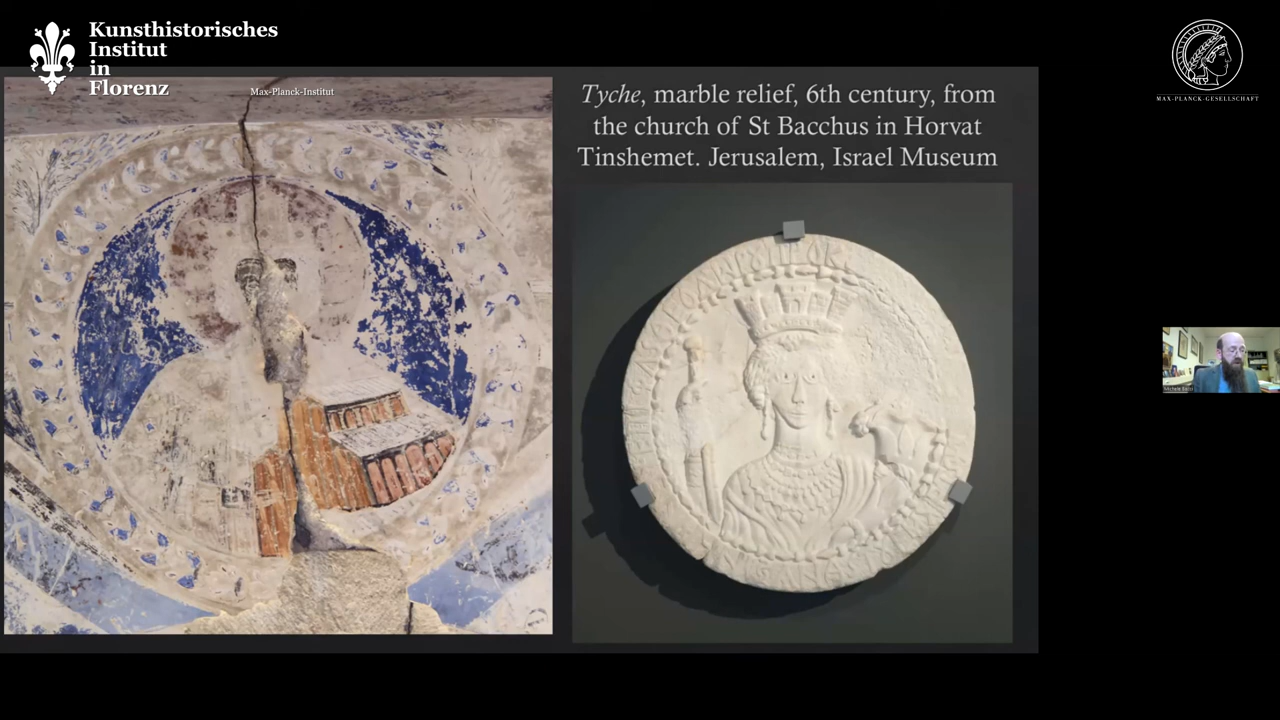 Kunsthistorisches
Institut
in
Florenz
Max-Planck-Institut
MAX-PLANCK-GESELLSCHAFT
Tyche, marble relief, 6th century, from
the church of St Bacchus in Horvat
Tinshemet. Jerusalem, Israel Museum